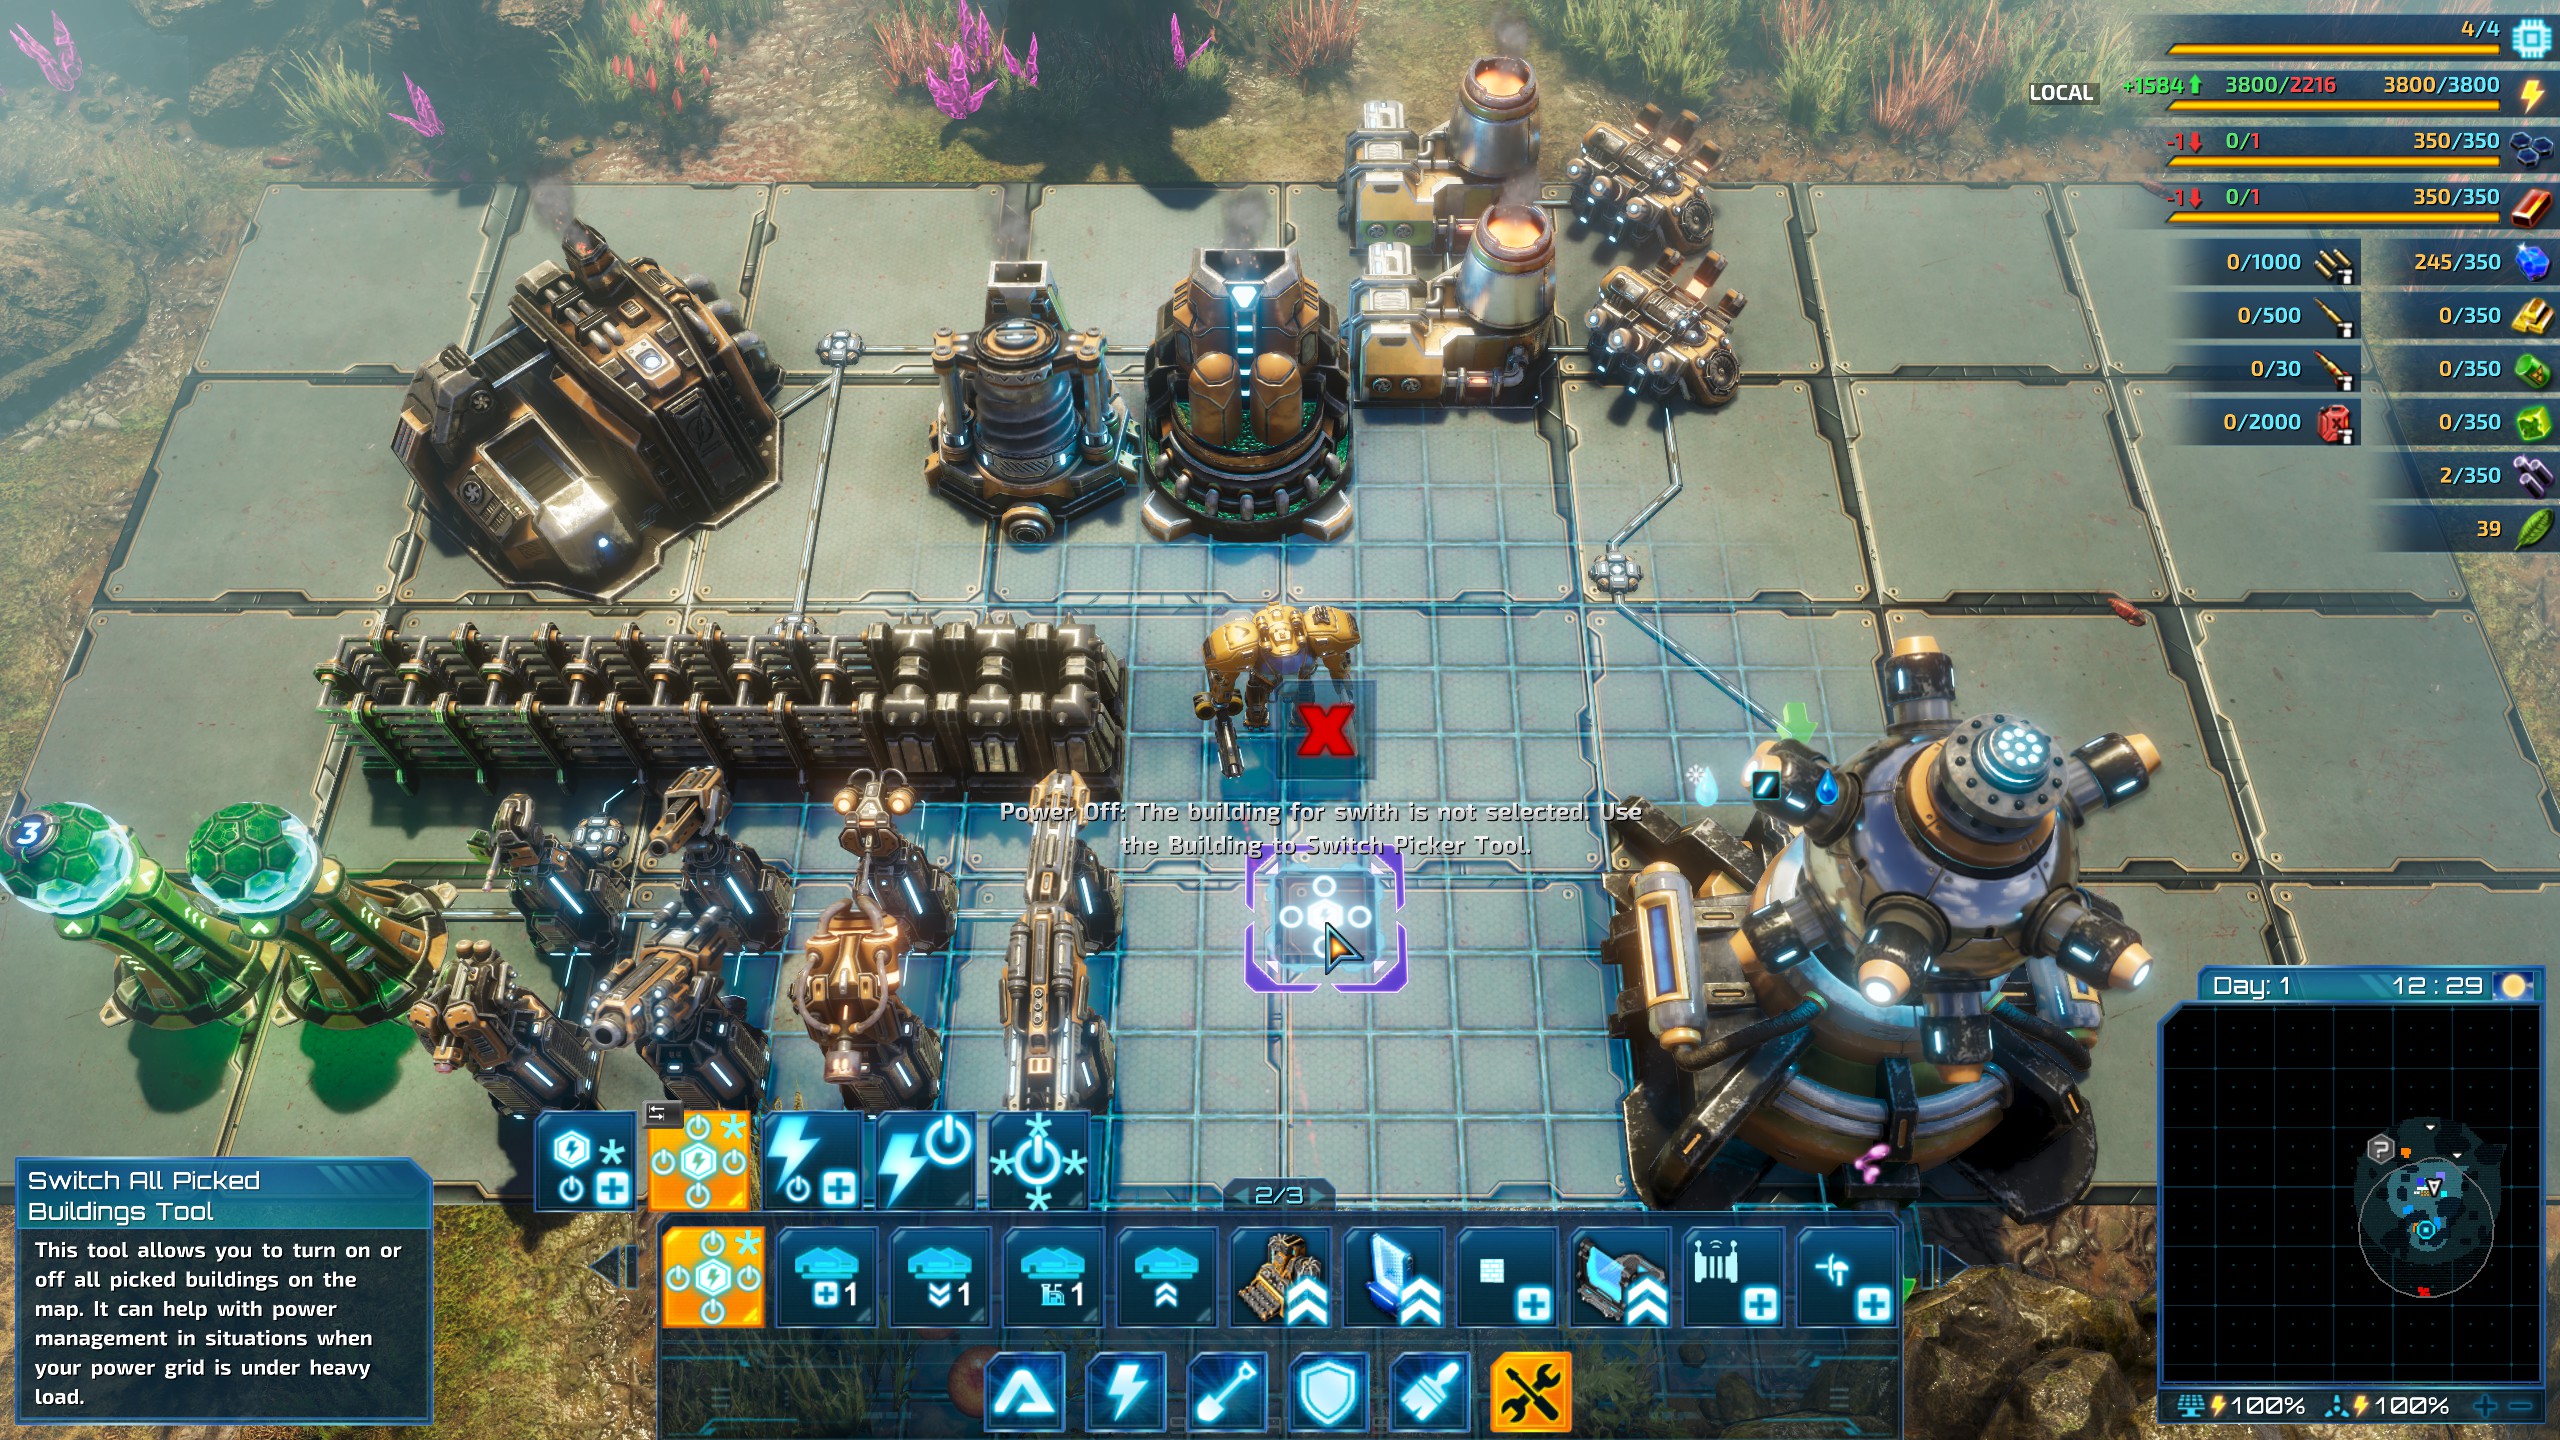 4/4
LOCAL +1584 3800/2216 3800/3800
-1 0/1 350/350
-1 0/1 350/350
0/1000 245/350
0/500 0/350
0/30 0/350
0/2000 0/350
2/350
39
3
Power Off: The building for swith is not selected. Use
the Building to Switch Picker Tool.
Day: 1 12 : 29
Switch All Picked
Buildings Tool
This tool allows you to turn on or
off all picked buildings on the
map. It can help with power
management in situations when
your power grid is under heavy
load.
2/3
1
1
1
?
100% 100%